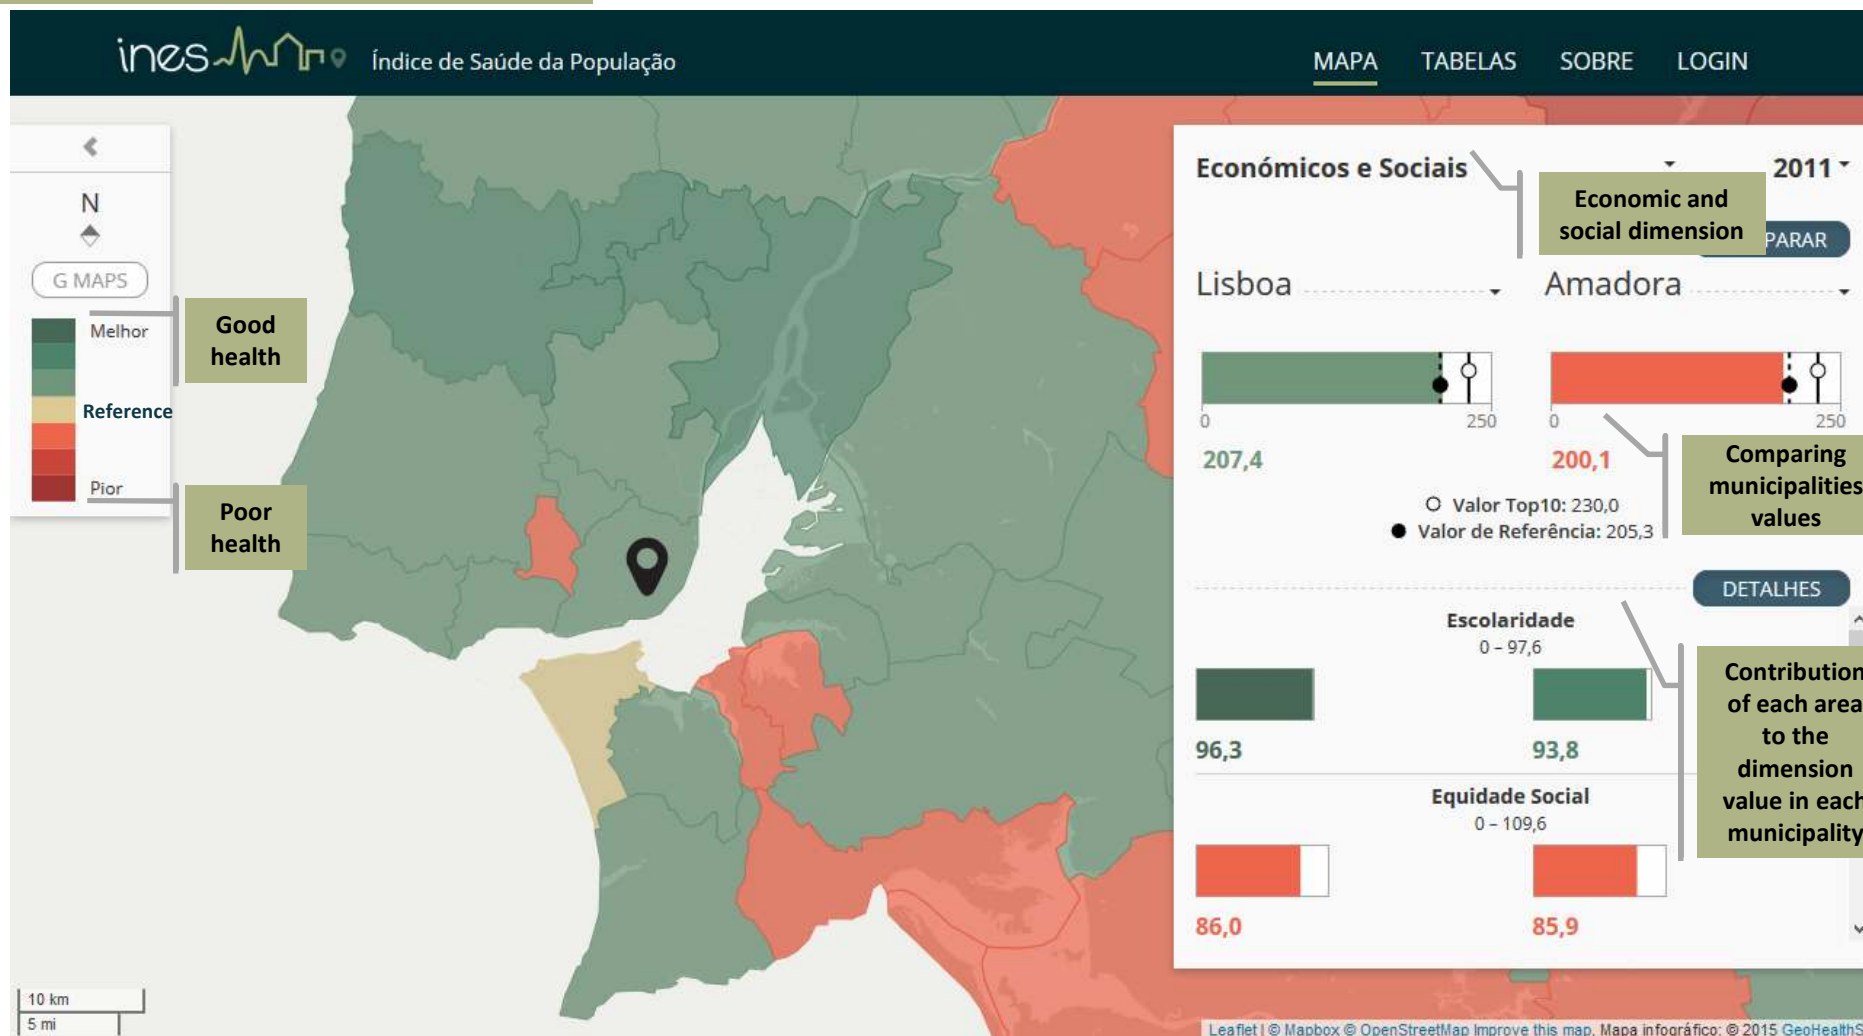 ines
Índice de Saúde da População
MAPA TABELAS SOBRE LOGIN
N
G MAPS
Melhor
Reference
Pior
Good
health
Poor
health
Económicos e Sociais
2011
Economic and
social dimension
PARAR
Lisboa
Amadora
0 250
0 250
207,4
200,1
Comparing
municipalities
values
Valor Top10: 230,0
Valor de Referência: 205,3
DETALHES
Escolaridade
0 – 97,6
96,3
93,8
Contribution
of each area
to the
dimension
value in each
municipality
Equidade Social
0 – 109,6
86,0
85,9
10 km
5 mi
Leaflet | © Mapbox © OpenStreetMap Improve this map, Mapa infográfico: © 2015 GeoHealthS